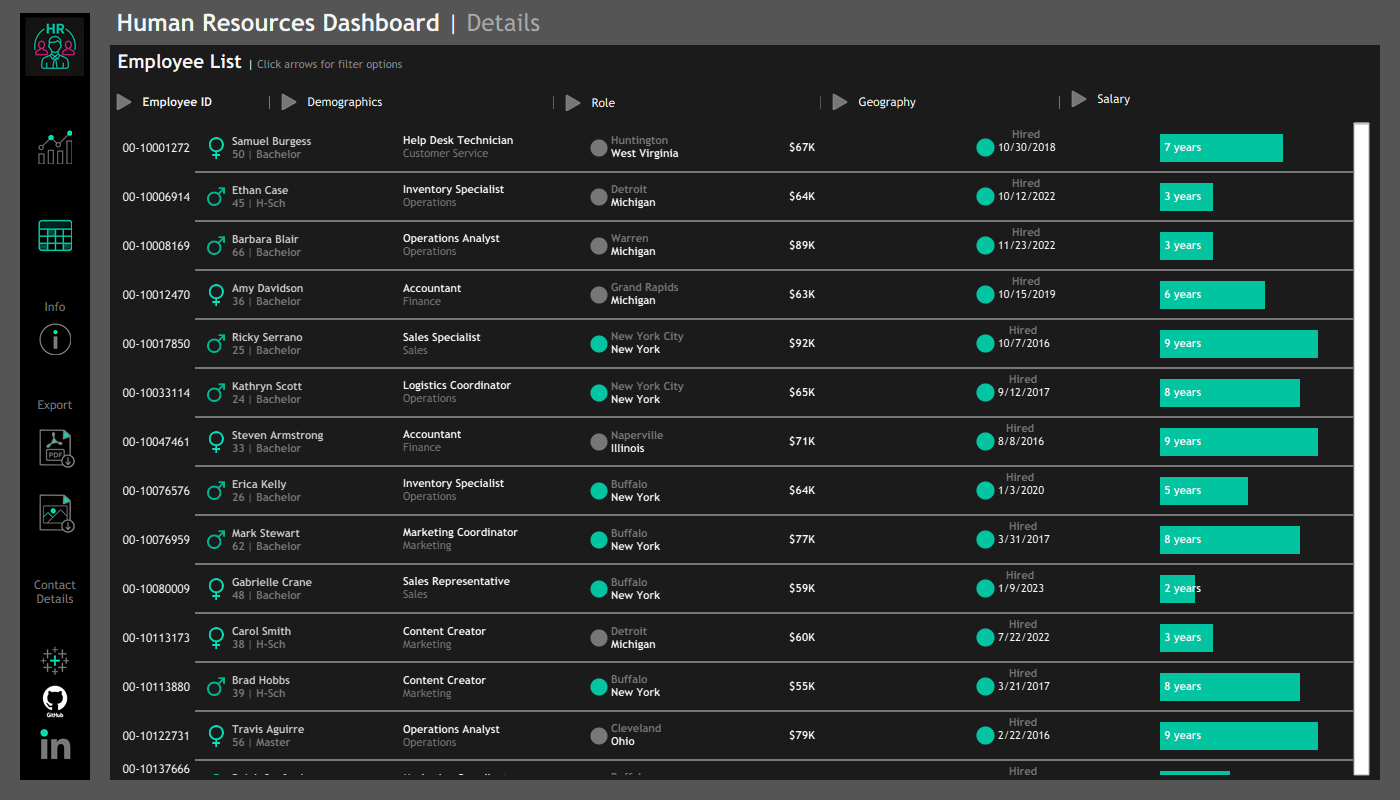 HR
Human Resources Dashboard | Details
Employee List | Click arrows for filter options
Employee ID | Demographics | Role | Geography | Salary
Info
Export
PDF
Contact
Details
GitHub
in
00-10001272 Samuel Burgess Help Desk Technician Huntington $67K Hired 7 years
50 | Bachelor Customer Service West Virginia 10/30/2018
00-10006914 Ethan Case Inventory Specialist Detroit $64K Hired 3 years
45 | H-Sch Operations Michigan 10/12/2022
00-10008169 Barbara Blair Operations Analyst Warren $89K Hired 3 years
66 | Bachelor Operations Michigan 11/23/2022
00-10012470 Amy Davidson Accountant Grand Rapids $63K Hired 6 years
36 | Bachelor Finance Michigan 10/15/2019
00-10017850 Ricky Serrano Sales Specialist New York City $92K Hired 9 years
25 | Bachelor Sales New York 10/7/2016
00-10033114 Kathryn Scott Logistics Coordinator New York City $65K Hired 8 years
24 | Bachelor Operations New York 9/12/2017
00-10047461 Steven Armstrong Accountant Naperville $71K Hired 9 years
33 | Bachelor Finance Illinois 8/8/2016
00-10076576 Erica Kelly Inventory Specialist Buffalo $64K Hired 5 years
26 | Bachelor Operations New York 1/3/2020
00-10076959 Mark Stewart Marketing Coordinator Buffalo $77K Hired 8 years
62 | Bachelor Marketing New York 3/31/2017
00-10080009 Gabrielle Crane Sales Representative Buffalo $59K Hired 2 years
48 | Bachelor Sales New York 1/9/2023
00-10113173 Carol Smith Content Creator Detroit $60K Hired 3 years
38 | H-Sch Marketing Michigan 7/22/2022
00-10113880 Brad Hobbs Content Creator Buffalo $55K Hired 8 years
39 | H-Sch Marketing New York 3/21/2017
00-10122731 Travis Aguirre Operations Analyst Cleveland $79K Hired 9 years
56 | Master Operations Ohio 2/22/2016
00-10137666 Hired